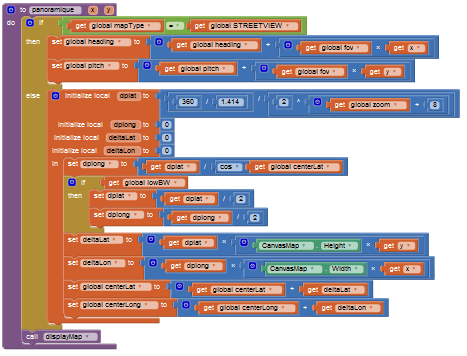 to panoramique x y
do if get global mapType = get global STREETVIEW
then set global heading to get global heading + get global fov × get x
set global pitch to get global pitch + get global fov × get y
else initialize local dplat to 360 / 1.414 / 2 ^ get global zoom + 8
initialize local dplong to 0
initialize local deltaLat to 0
initialize local deltaLon to 0
in set dplong to get dplat / cos get global centerLat
if get global lowBW
then set dplat to get dplat / 2
set dplong to get dplong / 2
set deltaLat to get dplat × CanvasMap . Height × get y
set deltaLon to get dplong × CanvasMap . Width × get x
set global centerLat to get global centerLat + get deltaLat
set global centerLong to get global centerLong + get deltaLon
call displayMap